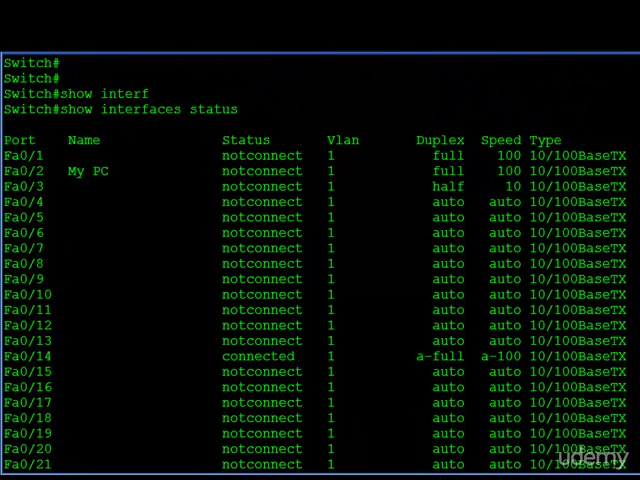 Switch#
Switch#
Switch#show interf
Switch#show interfaces status
Port Name Status Vlan Duplex Speed Type
Fa0/1 notconnect 1 full 100 10/100BaseTX
Fa0/2 My PC notconnect 1 full 100 10/100BaseTX
Fa0/3 notconnect 1 half 10 10/100BaseTX
Fa0/4 notconnect 1 auto auto 10/100BaseTX
Fa0/5 notconnect 1 auto auto 10/100BaseTX
Fa0/6 notconnect 1 auto auto 10/100BaseTX
Fa0/7 notconnect 1 auto auto 10/100BaseTX
Fa0/8 notconnect 1 auto auto 10/100BaseTX
Fa0/9 notconnect 1 auto auto 10/100BaseTX
Fa0/10 notconnect 1 auto auto 10/100BaseTX
Fa0/11 notconnect 1 auto auto 10/100BaseTX
Fa0/12 notconnect 1 auto auto 10/100BaseTX
Fa0/13 notconnect 1 auto auto 10/100BaseTX
Fa0/14 connected 1 a-full a-100 10/100BaseTX
Fa0/15 notconnect 1 auto auto 10/100BaseTX
Fa0/16 notconnect 1 auto auto 10/100BaseTX
Fa0/17 notconnect 1 auto auto 10/100BaseTX
Fa0/18 notconnect 1 auto auto 10/100BaseTX
Fa0/19 notconnect 1 auto auto 10/100BaseTX
Fa0/20 notconnect 1 auto auto 10/100BaseTX
Fa0/21 notconnect 1 auto auto 10/100BaseTX
udemy